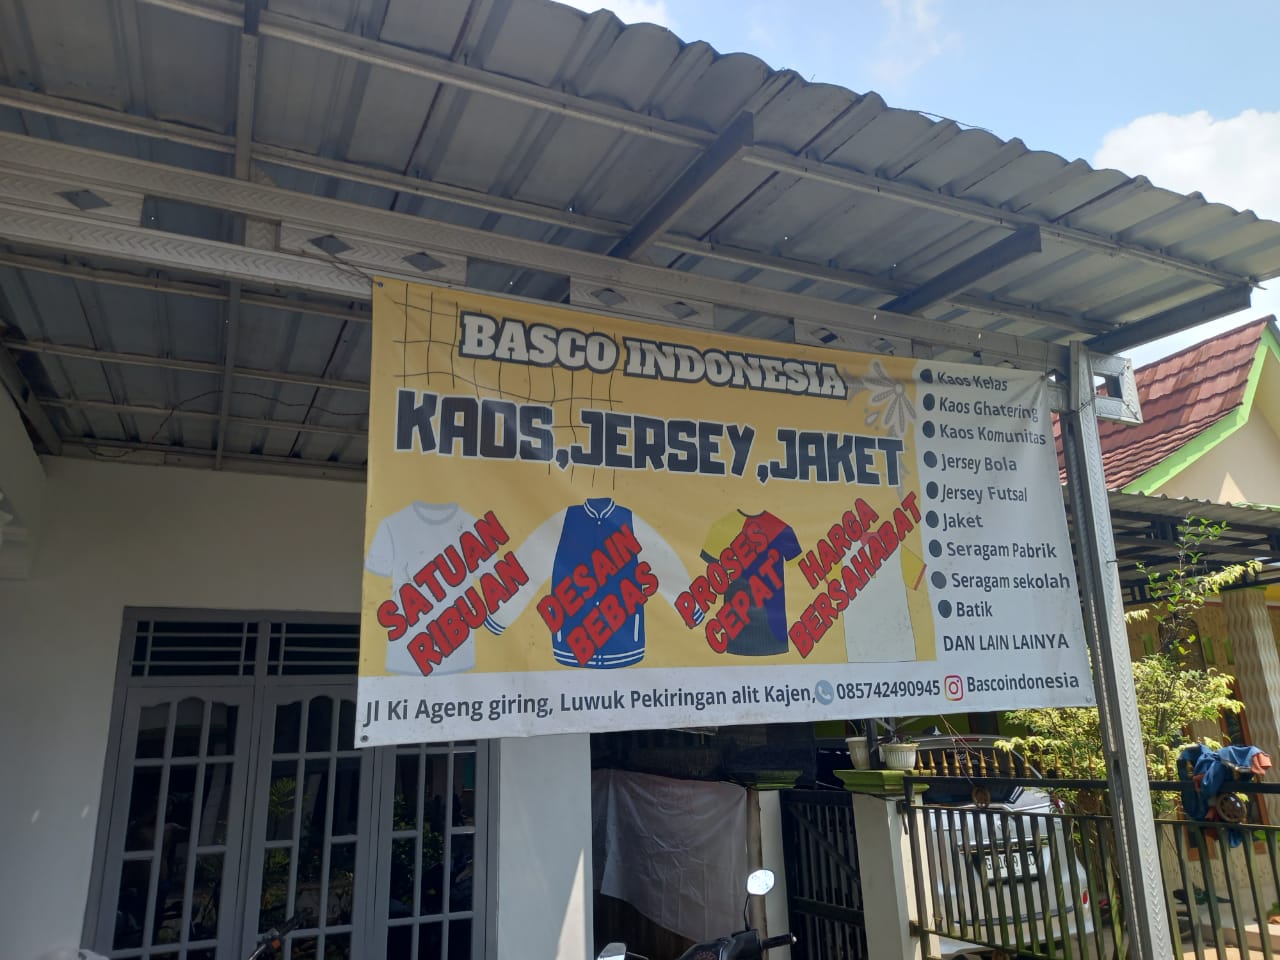 BASCO INDONESIA
KAOS,JERSEY,JAKET
SATUAN
RIBUAN
DESAIN
BEBAS
PROSES
CEPAT
HARGA
BERSAHABAT
Kaos Kelas
Kaos Ghatering
Kaos Komunitas
Jersey Bola
Jersey Futsal
Jaket
Seragam Pabrik
Seragam sekolah
Batik
DAN LAIN LAINYA
Jl Ki Ageng giring, Luwuk Pekiringan alit Kajen, 085742490945 Bascoindonesia